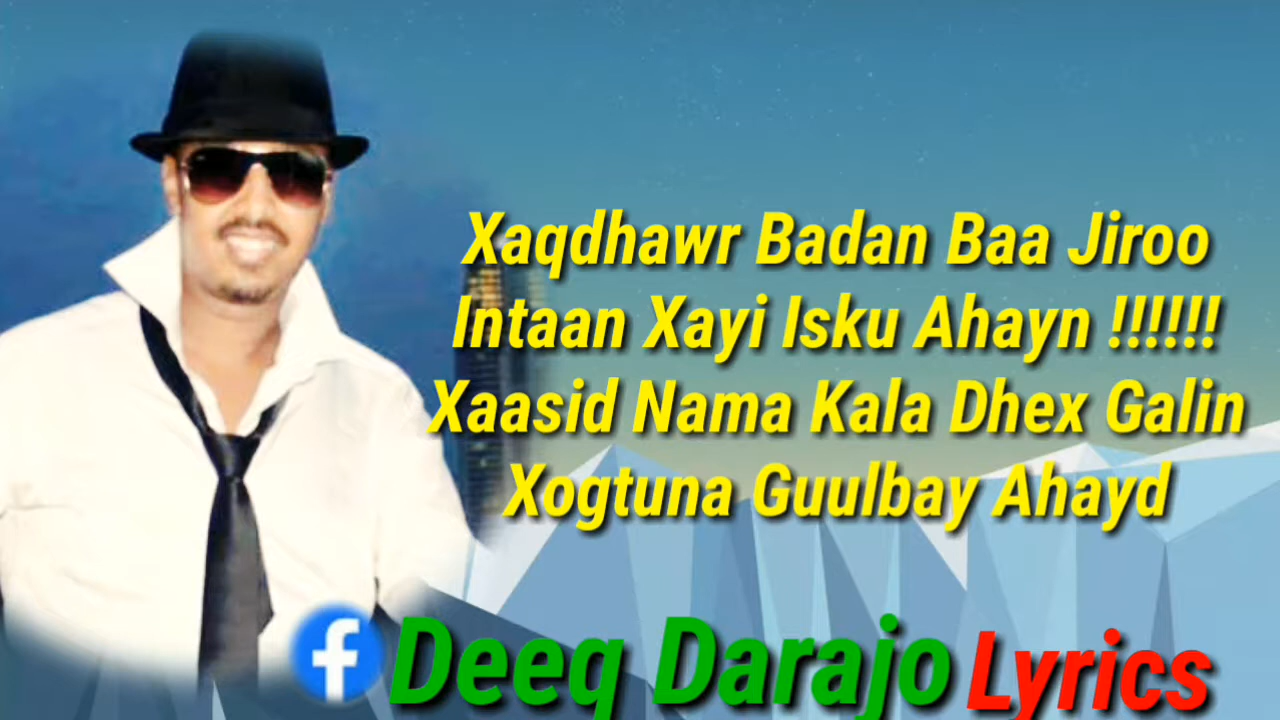 Xaqdhawr Badan Baa Jiroo
Intaan Xayi Isku Ahayn !!!!!!
Xaasid Nama Kala Dhex Galin
Xogtuna Guulbay Ahayd
Deeq Darajo Lyrics